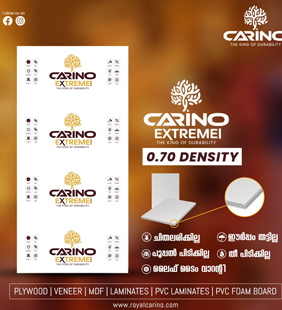 Follow us on
CARINO
THE KING OF DURABILITY
CARINO
EXTREMEI
THE KING OF DURABILITY
CARINO
EXTREMEI
THE KING OF DURABILITY
CARINO
EXTREMEI
THE KING OF DURABILITY
CARINO
EXTREMEI
THE KING OF DURABILITY
CARINO
EXTREMEI
THE KING OF DURABILITY
0.70 DENSITY
ചിതലരിക്കില്ല
ഈർപ്പം തട്ടില്ല
പൂപ്പൽ പിടിക്കില്ല
തീ പിടിക്കില്ല
ലൈഫ് ടൈം വാറന്റി
PLYWOOD | VENEER | MDF | LAMINATES | PVC LAMINATES | PVC FOAM BOARD
www.royalcarino.com